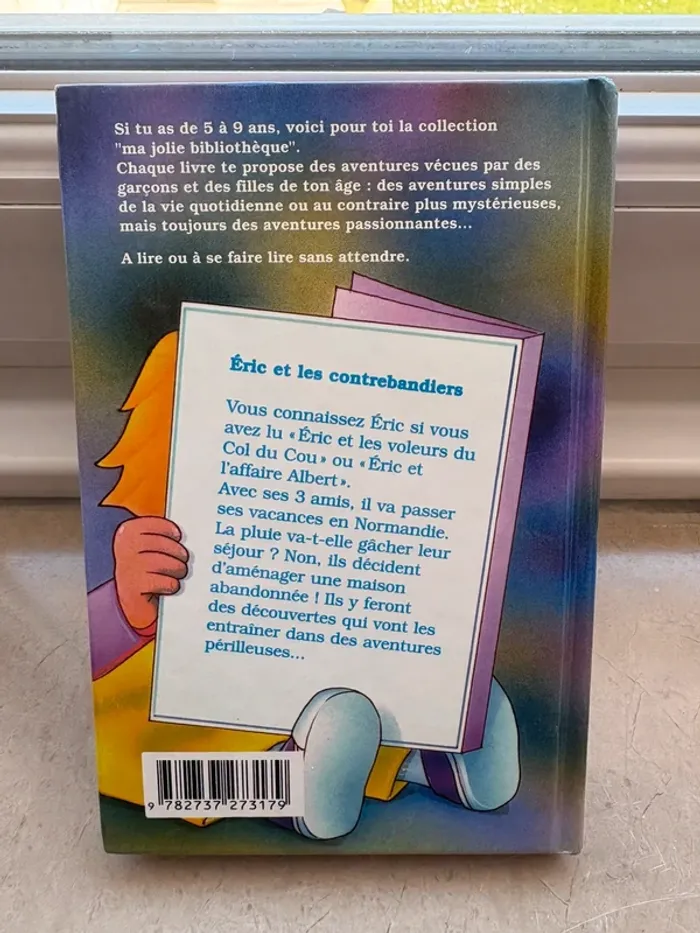 Si tu as de 5 à 9 ans, voici pour toi la collection
"ma jolie bibliothèque".
Chaque livre te propose des aventures vécues par des
garçons et des filles de ton âge : des aventures simples
de la vie quotidienne ou au contraire plus mystérieuses,
mais toujours des aventures passionnantes...
A lire ou à se faire lire sans attendre.
Éric et les contrebandiers
Vous connaissez Éric si vous
avez lu «Éric et les voleurs du
Col du Cou» ou «Éric et
l'affaire Albert».
Avec ses 3 amis, il va passer
ses vacances en Normandie.
La pluie va-t-elle gâcher leur
séjour ? Non, ils décident
d'aménager une maison
abandonnée ! Ils y feront
des découvertes qui vont les
entraîner dans des aventures
périlleuses...
9 782737 273179